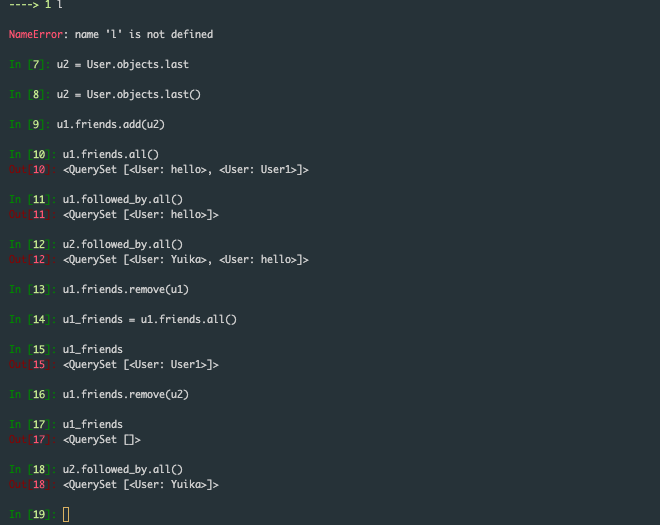 ----> 1 l
NameError: name 'l' is not defined
In [7]: u2 = User.objects.last
In [8]: u2 = User.objects.last()
In [9]: u1.friends.add(u2)
In [10]: u1.friends.all()
Out[10]: <QuerySet [<User: hello>, <User: User1>]>
In [11]: u1.followed_by.all()
Out[11]: <QuerySet [<User: hello>]>
In [12]: u2.followed_by.all()
Out[12]: <QuerySet [<User: Yuika>, <User: hello>]>
In [13]: u1.friends.remove(u1)
In [14]: u1_friends = u1.friends.all()
In [15]: u1_friends
Out[15]: <QuerySet [<User: User1>]>
In [16]: u1.friends.remove(u2)
In [17]: u1_friends
Out[17]: <QuerySet []>
In [18]: u2.followed_by.all()
Out[18]: <QuerySet [<User: Yuika>]>
In [19]: